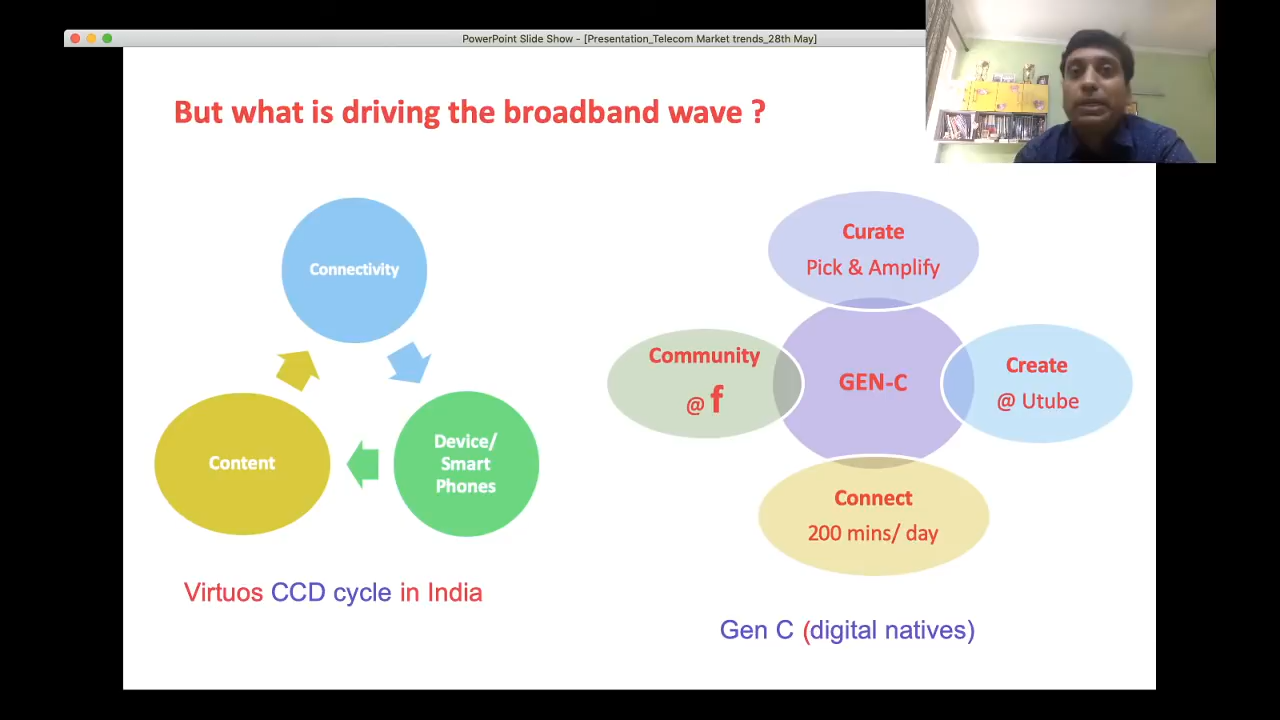 PowerPoint Slide Show - [Presentation_Telecom Market trends_28th May]
But what is driving the broadband wave ?
Connectivity
Device/
Smart
Phones
Content
Virtuos CCD cycle in India
Curate
Pick & Amplify
Community
@ f
GEN-C
Create
@ Utube
Connect
200 mins/ day
Gen C (digital natives)